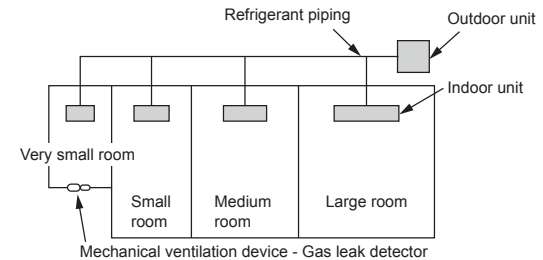 Refrigerant piping
Outdoor unit
Indoor unit
Very small room
Small
room
Medium
room
Large room
Mechanical ventilation device - Gas leak detector